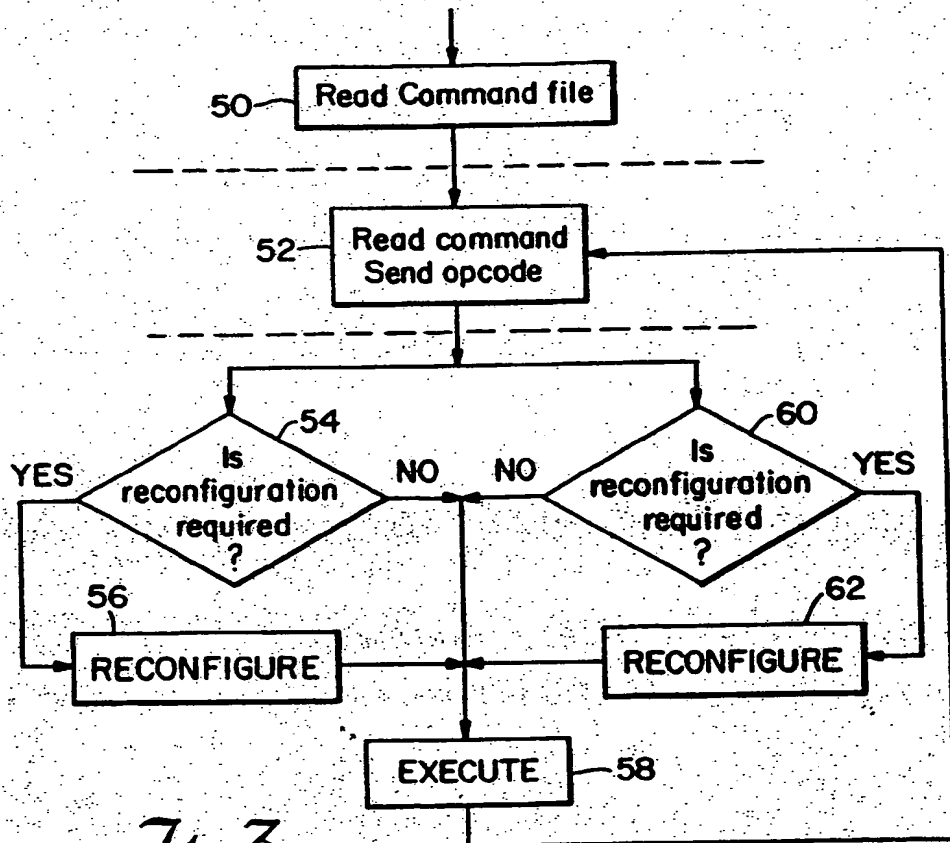 50
Read Command file
52
Read command
Send opcode
54
60
YES
Is
reconfiguration
required
?
NO
NO
Is
reconfiguration
required
?
YES
56
62
RECONFIGURE
RECONFIGURE
EXECUTE
58